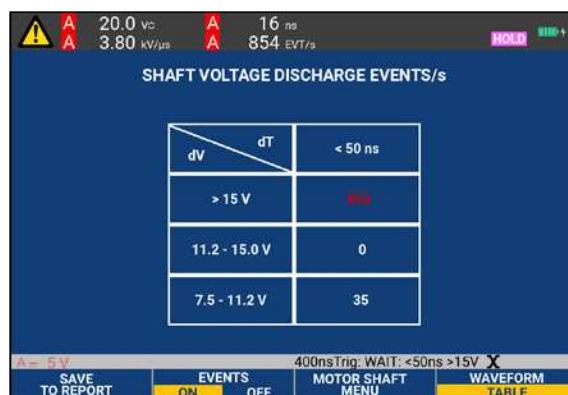 A 20.0 A 16 ns
A 3.80 kV/µs A 854 EVT/s
HOLD
SHAFT VOLTAGE DISCHARGE EVENTS/s
dV dT < 50 ns
> 15 V
11.2 - 15.0 V 0
7.5 - 11.2 V 35
A= 5 V 400nsTrig: WAIT: <50ns >15V X
SAVE EVENTS MOTOR SHAFT WAVEFORM
TO REPORT ON OFF MENU TABLE